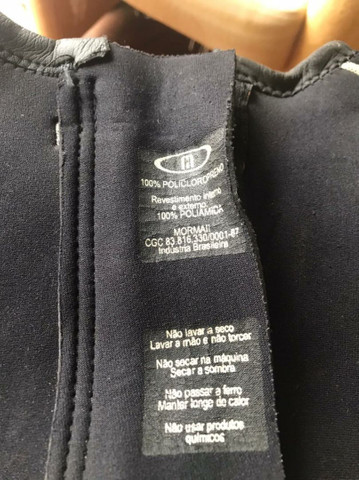 100% POLICLOROPRENO
Revestimento interno
e externo
100% POLIAMIDA
MORMAII
CGC 83.816.330/0001-87
Indústria Brasileira
Não lavar a seco
Lavar a mão e não torcer
Não secar na máquina
Secar a sombra
Não passar a ferro
Manter longe do calor
Não usar produtos
químicos